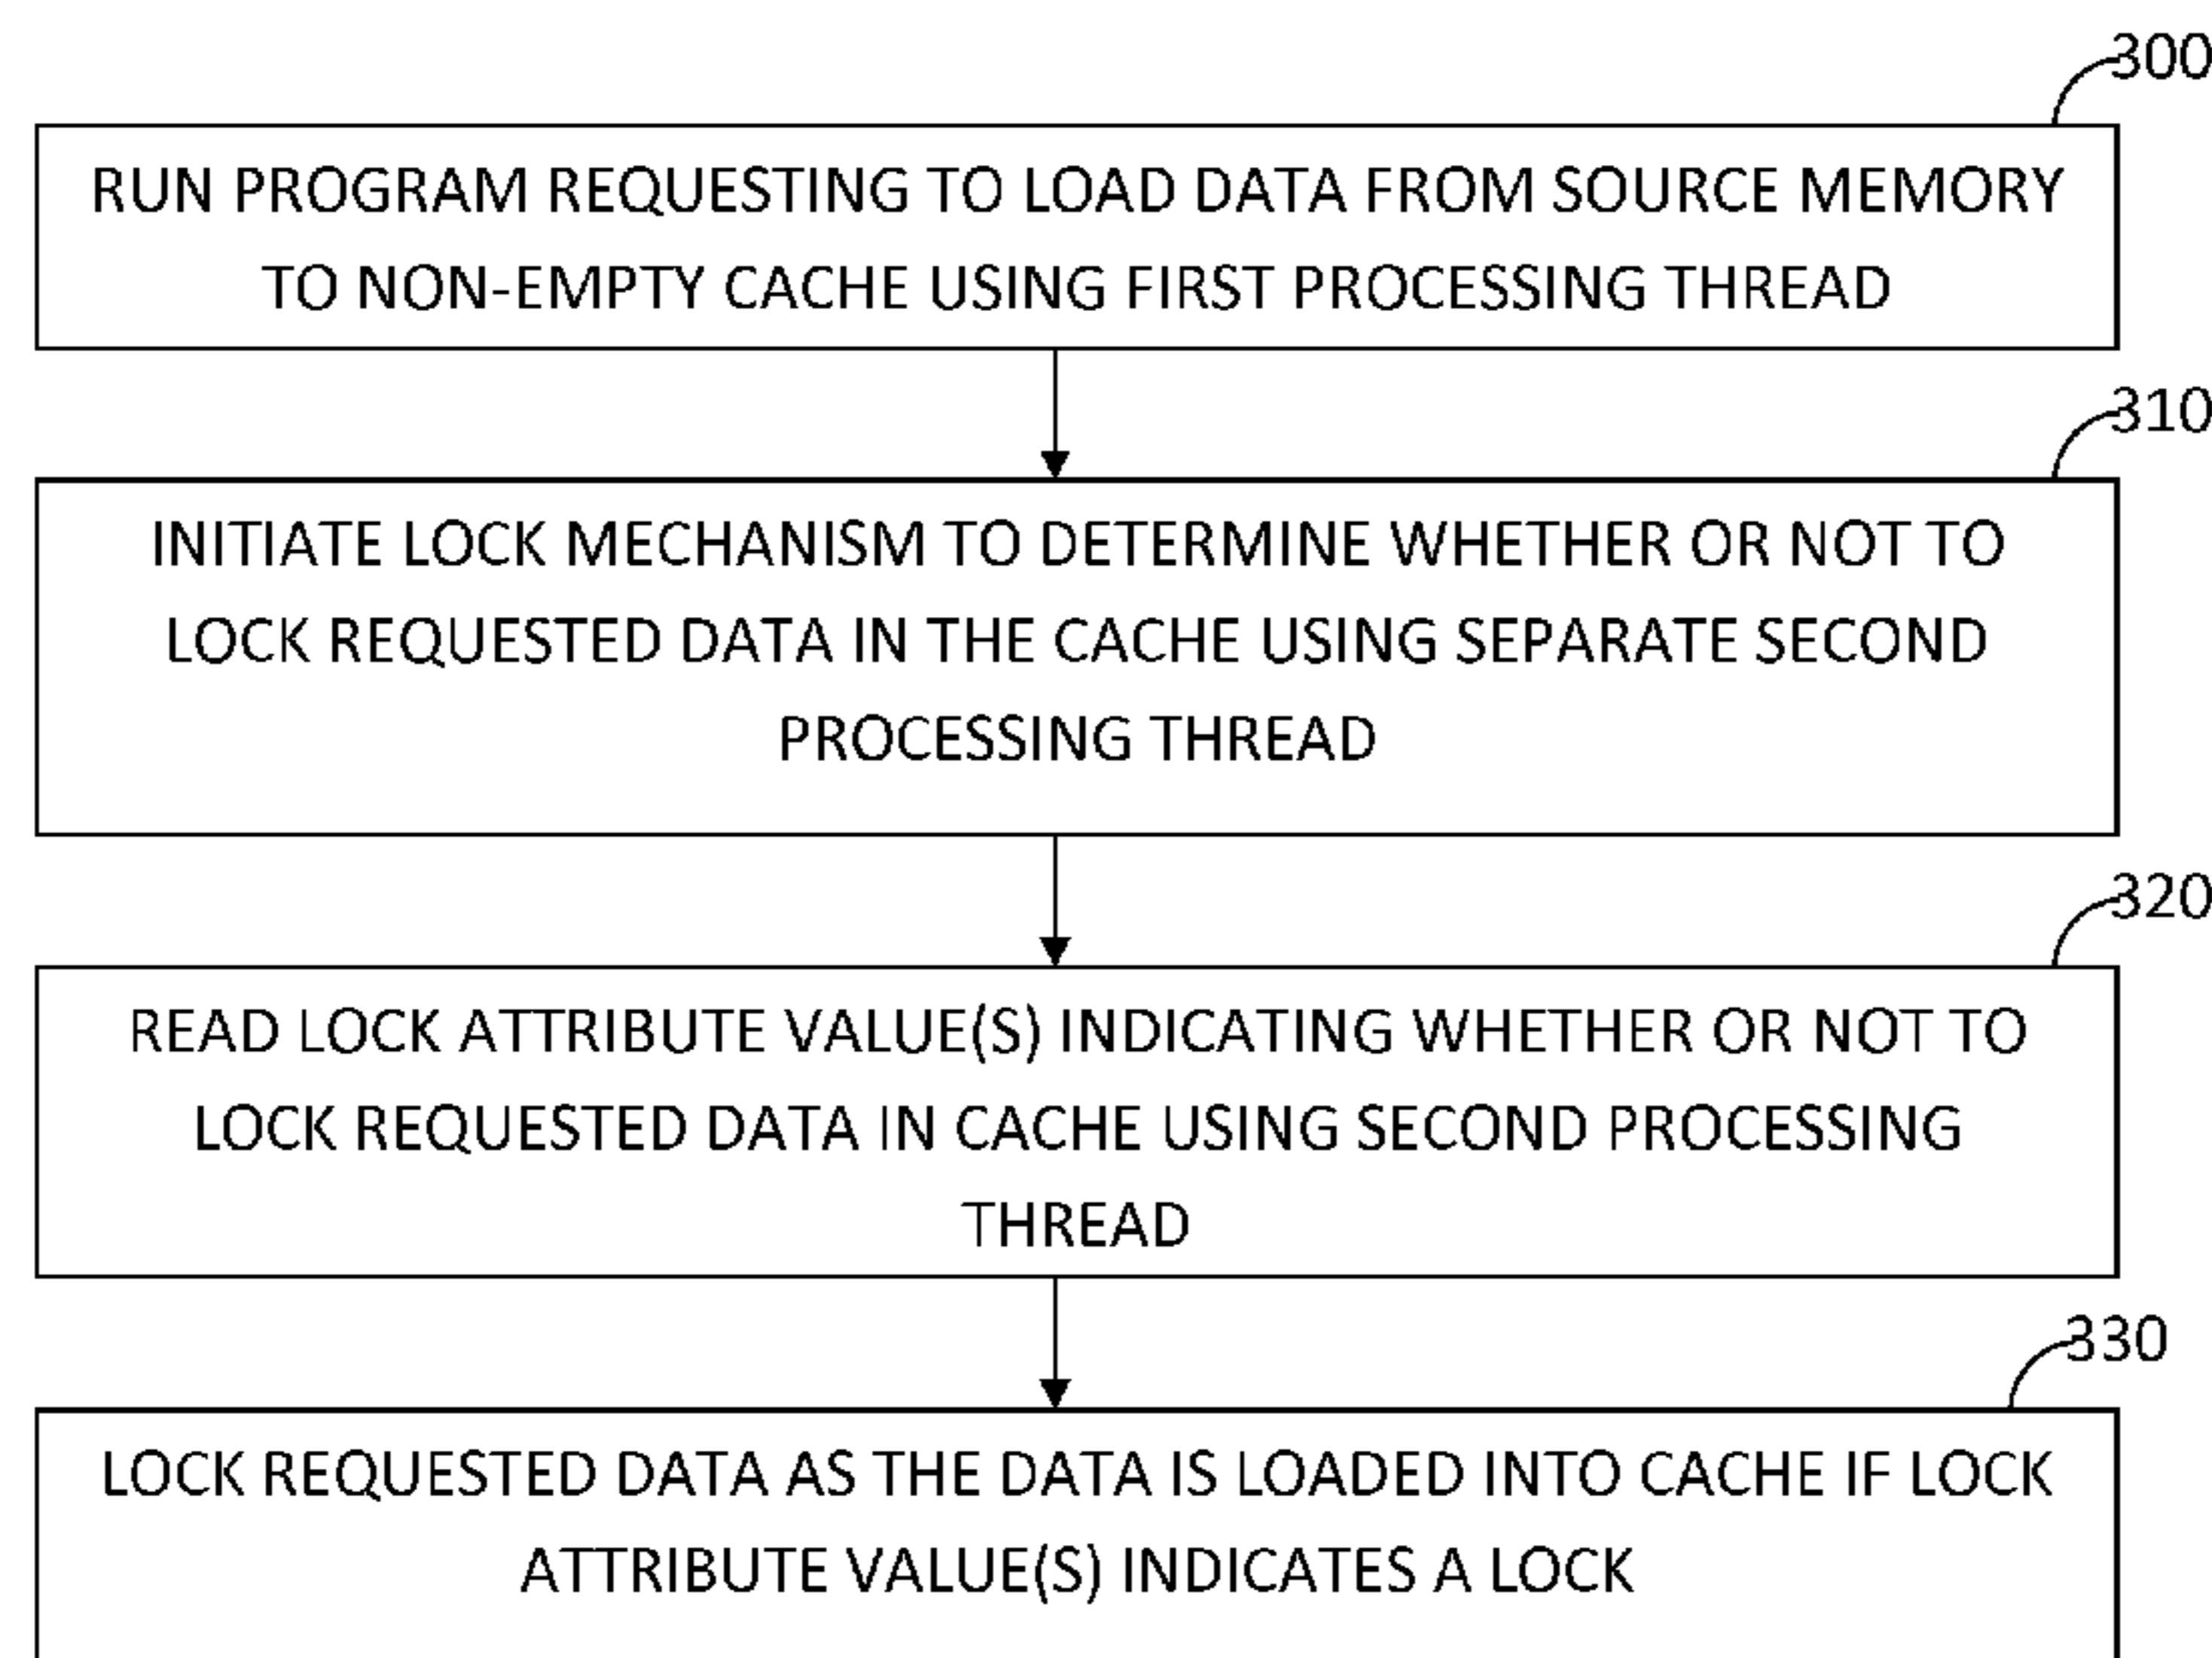 300
RUN PROGRAM REQUESTING TO LOAD DATA FROM SOURCE MEMORY
TO NON-EMPTY CACHE USING FIRST PROCESSING THREAD
310
INITIATE LOCK MECHANISM TO DETERMINE WHETHER OR NOT TO
LOCK REQUESTED DATA IN THE CACHE USING SEPARATE SECOND
PROCESSING THREAD
320
READ LOCK ATTRIBUTE VALUE(S) INDICATING WHETHER OR NOT TO
LOCK REQUESTED DATA IN CACHE USING SECOND PROCESSING
THREAD
330
LOCK REQUESTED DATA AS THE DATA IS LOADED INTO CACHE IF LOCK
ATTRIBUTE VALUE(S) INDICATES A LOCK